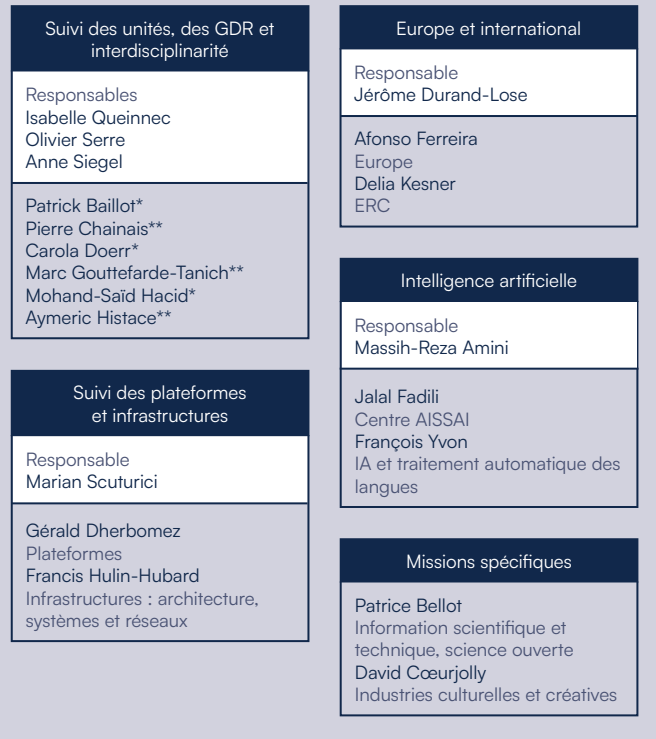 Suivi des unités, des GDR et
interdisciplinarité
Responsables
Isabelle Queinnec
Olivier Serre
Anne Siegel
Patrick Baillot*
Pierre Chainais**
Carola Doerr*
Marc Gouttefarde-Tanich**
Mohand-Saïd Hacid*
Aymeric Histace**
Suivi des plateformes
et infrastructures
Responsable
Marian Scuturici
Gérald Dherbomez
Plateformes
Francis Hulin-Hubard
Infrastructures : architecture,
systèmes et réseaux
Europe et international
Responsable
Jérôme Durand-Lose
Afonso Ferreira
Europe
Delia Kesner
ERC
Intelligence artificielle
Responsable
Massih-Reza Amini
Jalal Fadili
Centre AISSAI
François Yvon
IA et traitement automatique des
langues
Missions spécifiques
Patrice Bellot
Information scientifique et
technique, science ouverte
David Cœurjolly
Industries culturelles et créatives